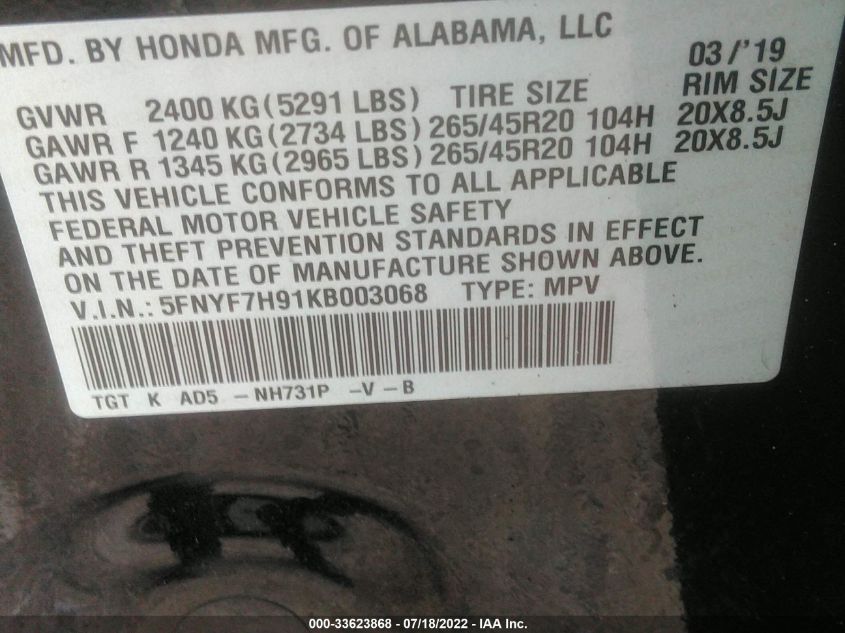 MFD. BY HONDA MFG. OF ALABAMA, LLC
03/'19
GVWR 2400 KG(5291 LBS) TIRE SIZE RIM SIZE
GAWR F 1240 KG(2734 LBS) 265/45R20 104H 20X8.5J
GAWR R 1345 KG(2965 LBS) 265/45R20 104H 20X8.5J
THIS VEHICLE CONFORMS TO ALL APPLICABLE
FEDERAL MOTOR VEHICLE SAFETY
AND THEFT PREVENTION STANDARDS IN EFFECT
ON THE DATE OF MANUFACTURE SHOWN ABOVE.
V.I.N.: 5FNYF7H91KB003068 TYPE: MPV
TGT K AD5 – NH731P –V – B
000-33623868 - 07/18/2022 - IAA Inc.